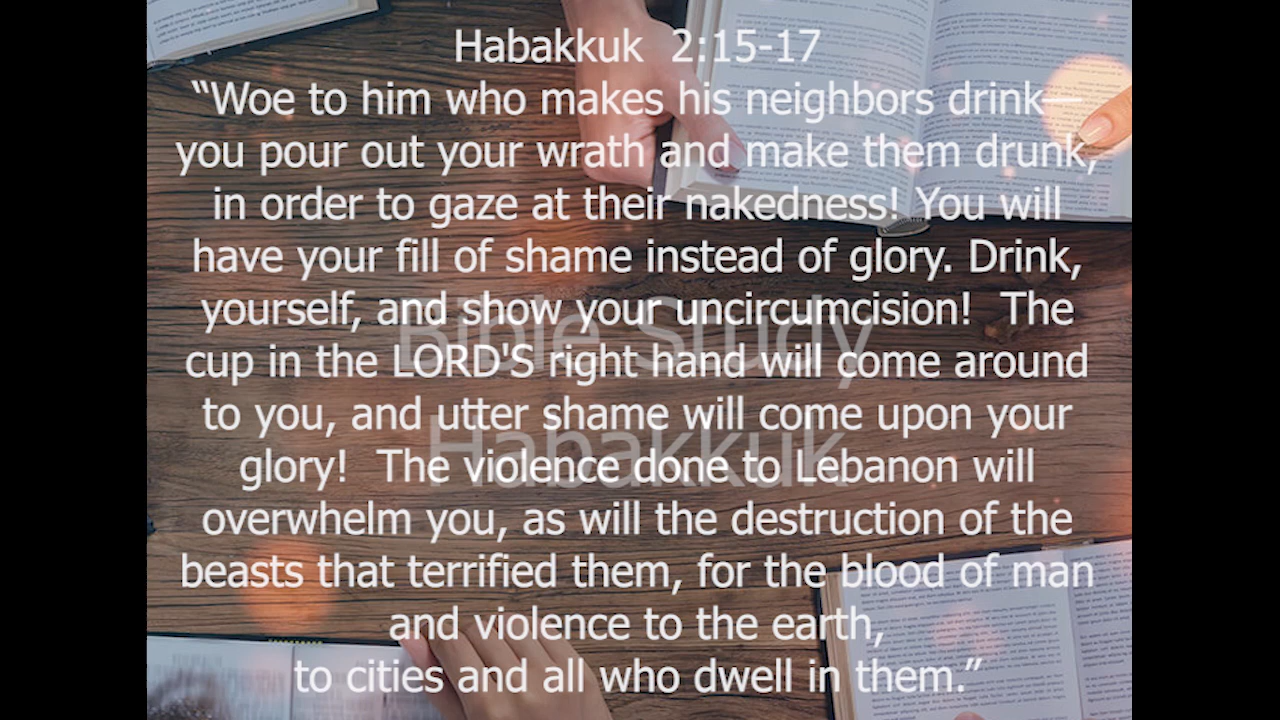 Habakkuk 2:15-17
“Woe to him who makes his neighbors drink—
you pour out your wrath and make them drunk,
in order to gaze at their nakedness! You will
have your fill of shame instead of glory. Drink,
yourself, and show your uncircumcision! The
Bible Study
cup in the LORD'S right hand will come around
to you, and utter shame will come upon your
Habakkuk
glory! The violence done to Lebanon will
overwhelm you, as will the destruction of the
beasts that terrified them, for the blood of man
and violence to the earth,
to cities and all who dwell in them.”